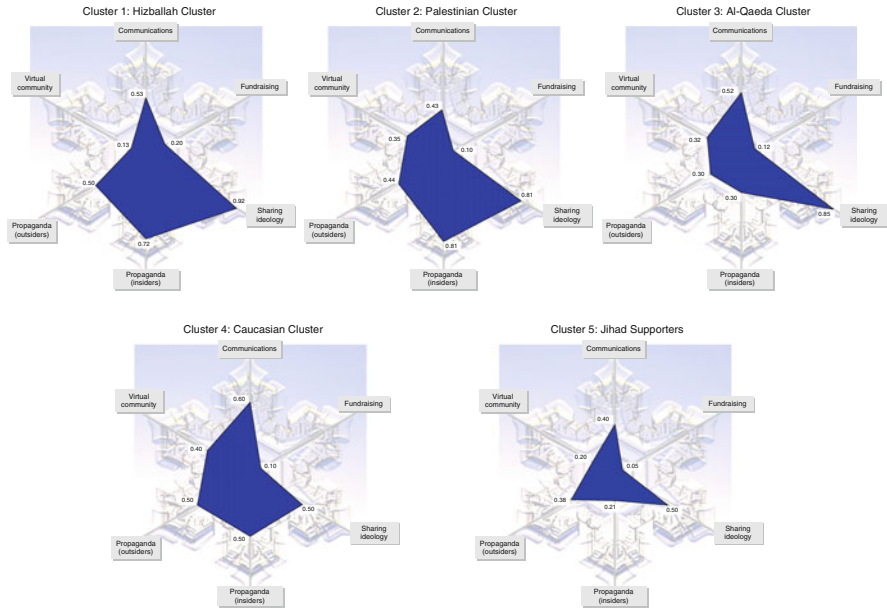 Cluster 1: Hizballah Cluster
Communications
Virtual
community
Fundraising
0.53
0.13
0.20
0.50
0.92
Propaganda
(outsiders)
Sharing
ideology
0.72
Propaganda
(insiders)
Cluster 2: Palestinian Cluster
Communications
Virtual
community
Fundraising
0.43
0.35
0.10
0.44
0.81
Propaganda
(outsiders)
Sharing
ideology
0.81
Propaganda
(insiders)
Cluster 3: Al-Qaeda Cluster
Communications
Virtual
community
Fundraising
0.52
0.32
0.12
0.30
0.30
0.85
Propaganda
(outsiders)
Sharing
ideology
Propaganda
(insiders)
Cluster 4: Caucasian Cluster
Communications
Virtual
community
Fundraising
0.60
0.40
0.10
0.50
0.50
0.50
Propaganda
(outsiders)
Sharing
ideology
Propaganda
(insiders)
Cluster 5: Jihad Supporters
Communications
Virtual
community
Fundraising
0.40
0.20
0.05
0.38
0.21
0.50
Propaganda
(outsiders)
Sharing
ideology
Propaganda
(insiders)